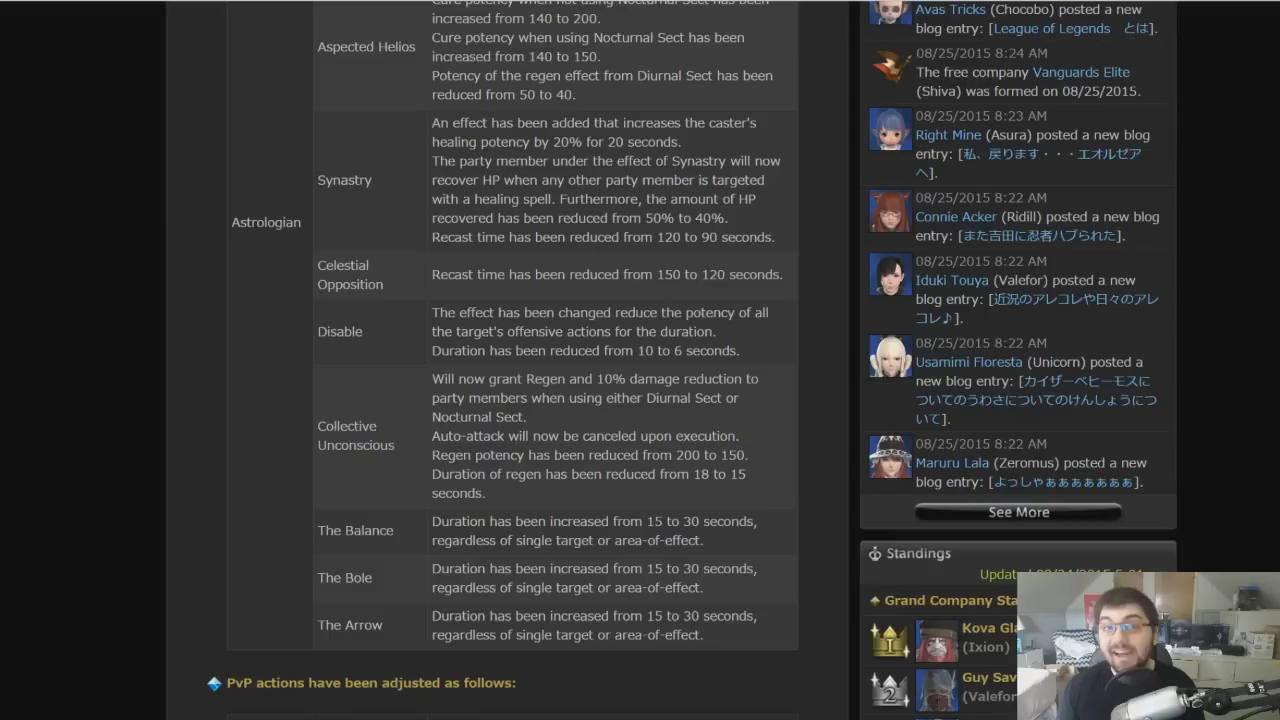 Cure potency when not using Nocturnal Sect has been
increased from 140 to 200.
Aspected Helios
Cure potency when using Nocturnal Sect has been
increased from 140 to 150.
Potency of the regen effect from Diurnal Sect has been
reduced from 50 to 40.
Astrologian
Synastry
An effect has been added that increases the caster's
healing potency by 20% for 20 seconds.
The party member under the effect of Synastry will now
recover HP when any other party member is targeted
with a healing spell. Furthermore, the amount of HP
recovered has been reduced from 50% to 40%.
Recast time has been reduced from 120 to 90 seconds.
Celestial
Opposition
Recast time has been reduced from 150 to 120 seconds.
Disable
The effect has been changed reduce the potency of all
the target's offensive actions for the duration.
Duration has been reduced from 10 to 6 seconds.
Collective
Unconscious
Will now grant Regen and 10% damage reduction to
party members when using either Diurnal Sect or
Nocturnal Sect.
Auto-attack will now be canceled upon execution.
Regen potency has been reduced from 200 to 150.
Duration of regen has been reduced from 18 to 15
seconds.
The Balance
Duration has been increased from 15 to 30 seconds,
regardless of single target or area-of-effect.
The Bole
Duration has been increased from 15 to 30 seconds,
regardless of single target or area-of-effect.
The Arrow
Duration has been increased from 15 to 30 seconds,
regardless of single target or area-of-effect.
PvP actions have been adjusted as follows:
Avas Tricks (Chocobo) posted a new
blog entry: [League of Legends とは].
08/25/2015 8:24 AM
The free company Vanguards Elite
(Shiva) was formed on 08/25/2015.
08/25/2015 8:23 AM
Right Mine (Asura) posted a new blog
entry: [私、戻ります・・・エオルゼア
へ].
08/25/2015 8:22 AM
Connie Acker (Ridill) posted a new blog
entry: [また吉田に忍者ハブられた].
08/25/2015 8:22 AM
Iduki Touya (Valefor) posted a new
blog entry: [近況のアレコレや日々のアレ
コレ♪].
08/25/2015 8:22 AM
Usamimi Floresta (Unicorn) posted a
new blog entry: [カイザーベヒーモスに
ついてのうわさについてのけんしょうにつ
いて].
08/25/2015 8:22 AM
Maruru Lala (Zeromus) posted a new
blog entry: [よっしゃぁぁぁぁぁぁぁ].
See More
Standings
Grand Company Sta
1
Kova Gla
(Ixion)
2
Guy Sav
(Valefor